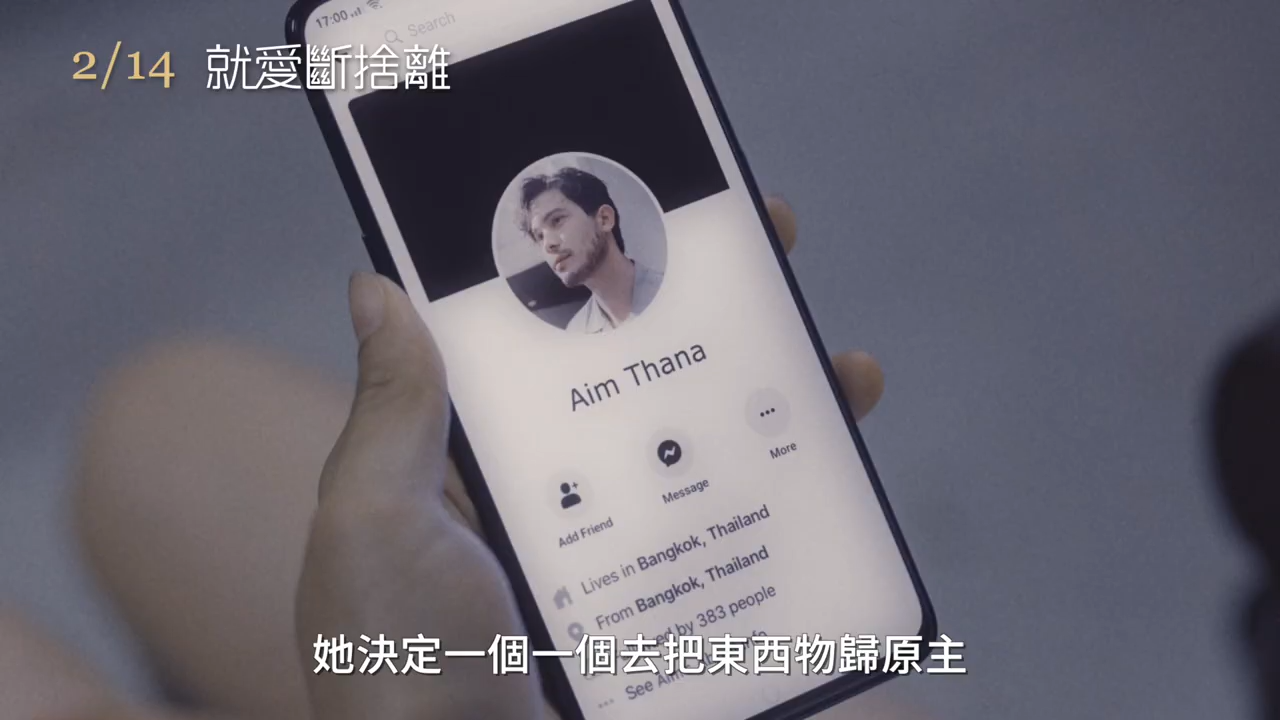 17:00
Search
2/14 就愛斷捨離
Aim Thana
Add Friend
Message
More
Lives in Bangkok, Thailand
From Bangkok, Thailand
by 383 people
See
她決定一個一個去把東西物歸原主